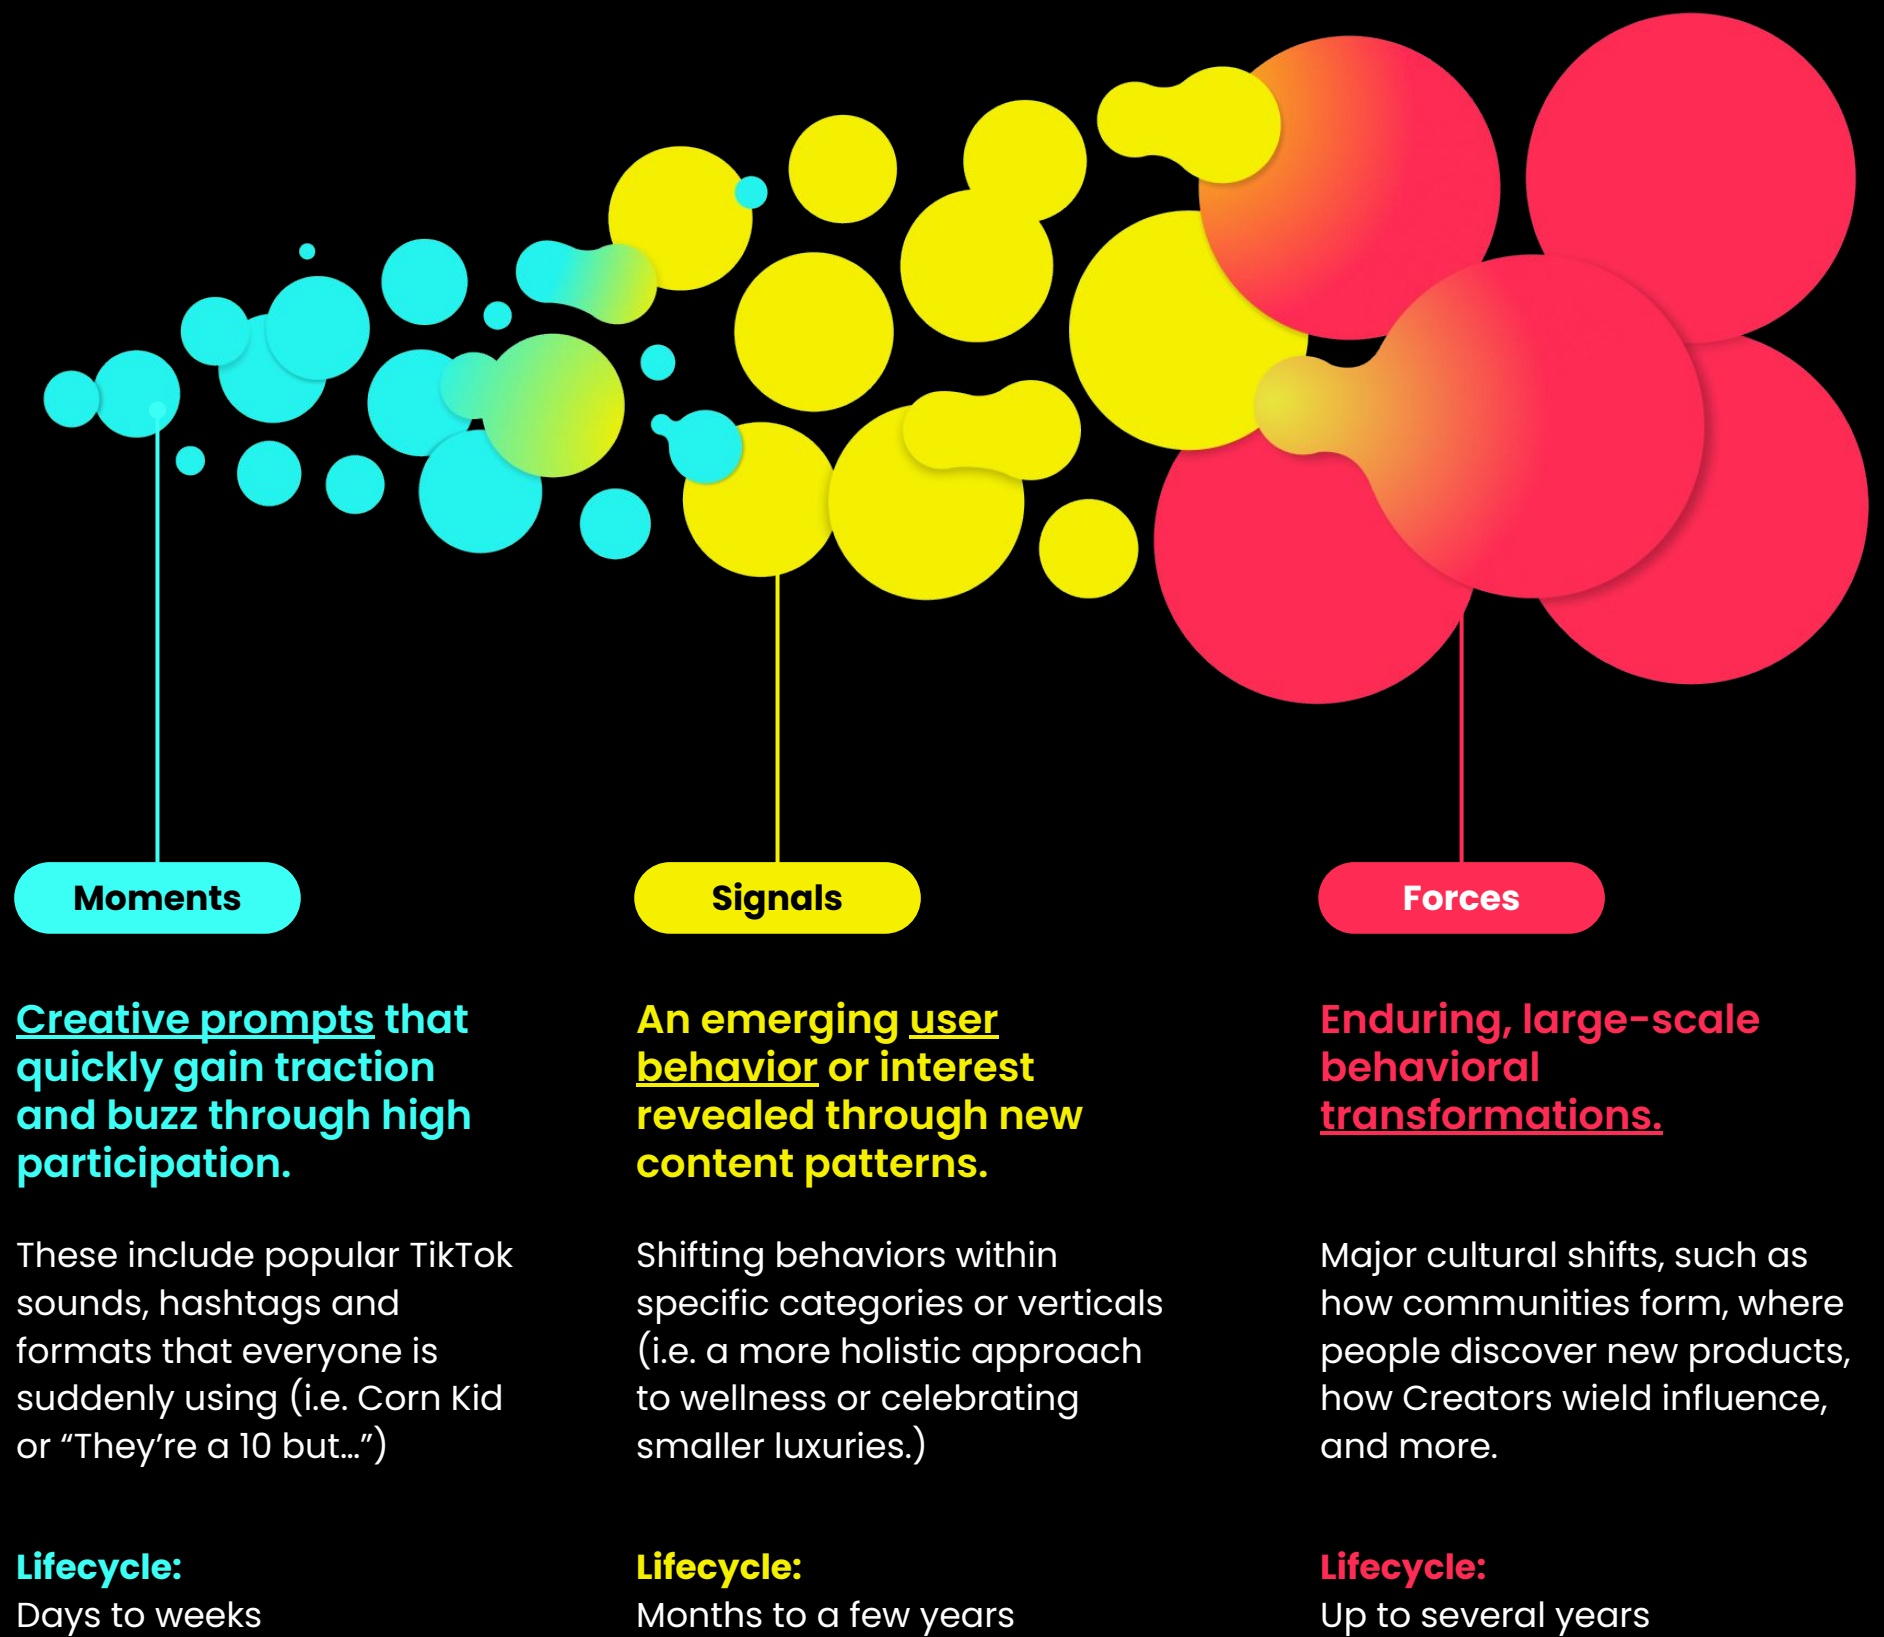 Moments
Creative prompts that
quickly gain traction
and buzz through high
participation.
These include popular TikTok
sounds, hashtags and
formats that everyone is
suddenly using (i.e. Corn Kid
or “They’re a 10 but…”)
Lifecycle:
Days to weeks
Signals
An emerging user
behavior or interest
revealed through new
content patterns.
Shifting behaviors within
specific categories or verticals
(i.e. a more holistic approach
to wellness or celebrating
smaller luxuries.)
Lifecycle:
Months to a few years
Forces
Enduring, large-scale
behavioral
transformations.
Major cultural shifts, such as
how communities form, where
people discover new products,
how Creators wield influence,
and more.
Lifecycle:
Up to several years